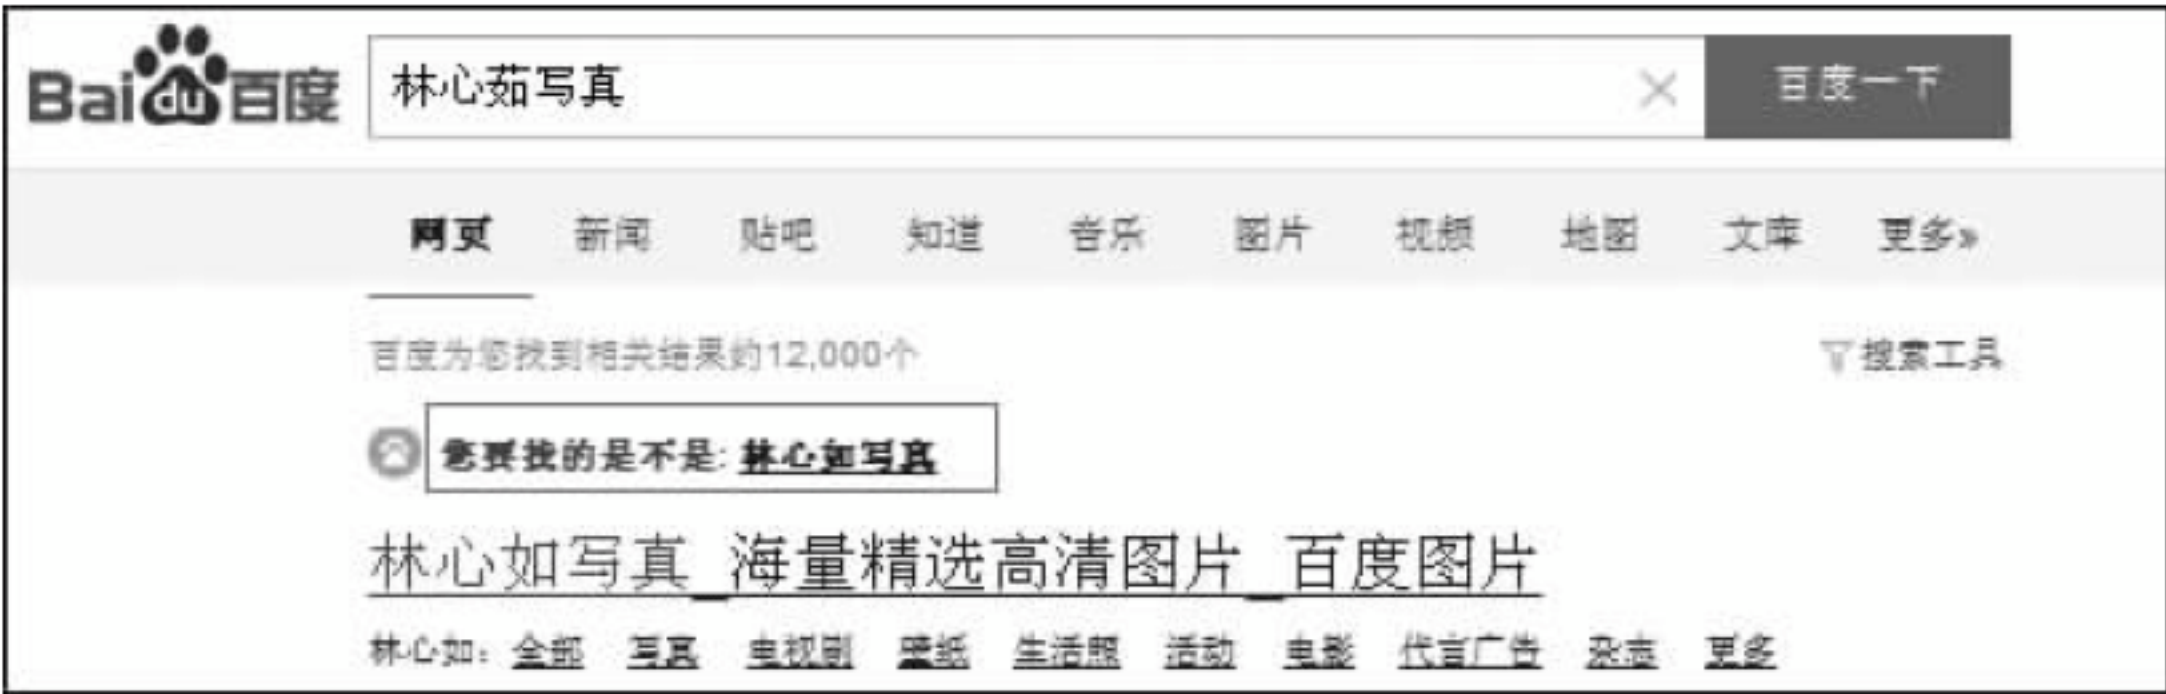 Bai du 百度 林心茹写真 × 百度一下
网页 新闻 贴吧 知道 音乐 图片 视频 地图 文库 更多»
百度为您找到相关结果约12,000个 搜索工具
您要找的是不是: 林心如写真
林心如写真_海量精选高清图片_百度图片
林心如: 全部 写真 电视剧 壁纸 生活照 活动 电影 代言广告 杂志 更多